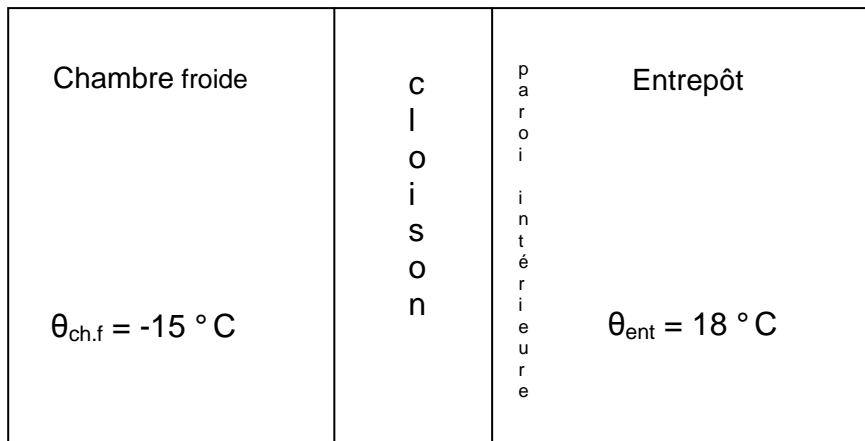 Chambre froide
cloison
paroi intérieure
Entrepôt
θch.f = -15 °C
θent = 18 °C